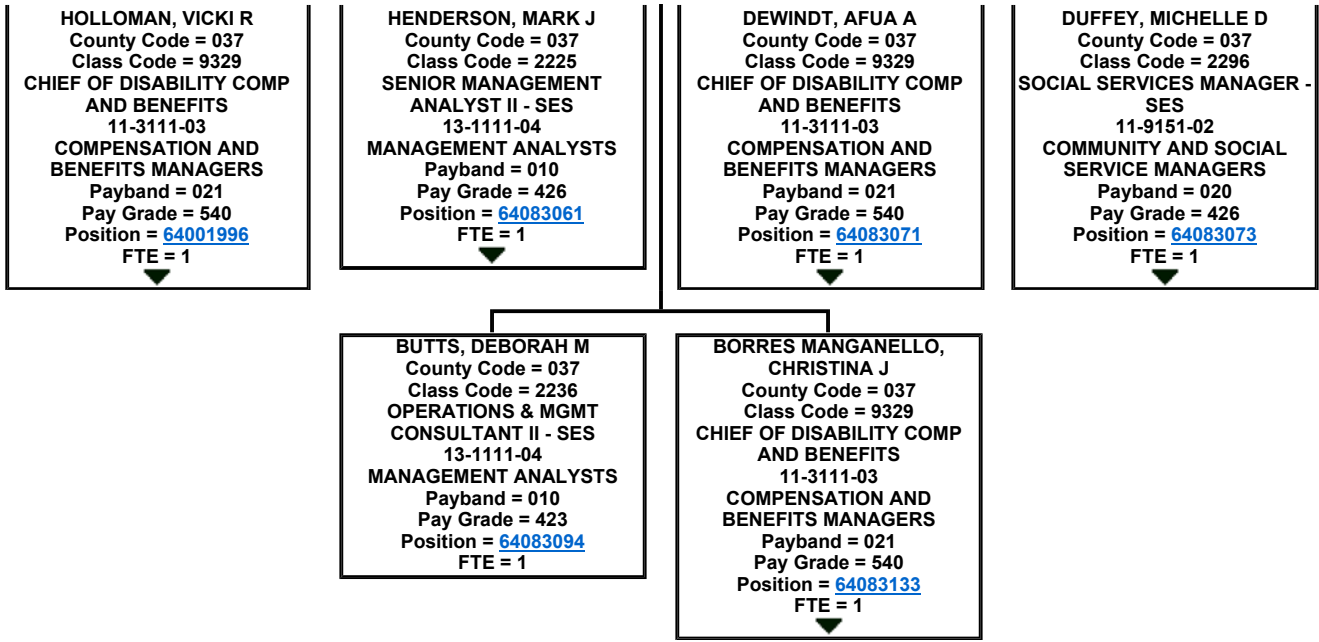 HOLLOMAN, VICKI R
County Code = 037
Class Code = 9329
CHIEF OF DISABILITY COMP
AND BENEFITS
11-3111-03
COMPENSATION AND
BENEFITS MANAGERS
Payband = 021
Pay Grade = 540
Position = 64001996
FTE = 1
HENDERSON, MARK J
County Code = 037
Class Code = 2225
SENIOR MANAGEMENT
ANALYST II - SES
13-1111-04
MANAGEMENT ANALYSTS
Payband = 010
Pay Grade = 426
Position = 64083061
FTE = 1
DEWINDT, AFUA A
County Code = 037
Class Code = 9329
CHIEF OF DISABILITY COMP
AND BENEFITS
11-3111-03
COMPENSATION AND
BENEFITS MANAGERS
Payband = 021
Pay Grade = 540
Position = 64083071
FTE = 1
DUFFEY, MICHELLE D
County Code = 037
Class Code = 2296
SOCIAL SERVICES MANAGER -
SES
11-9151-02
COMMUNITY AND SOCIAL
SERVICE MANAGERS
Payband = 020
Pay Grade = 426
Position = 64083073
FTE = 1
BUTTS, DEBORAH M
County Code = 037
Class Code = 2236
OPERATIONS & MGMT
CONSULTANT II - SES
13-1111-04
MANAGEMENT ANALYSTS
Payband = 010
Pay Grade = 423
Position = 64083094
FTE = 1
BORRES MANGANELLO,
CHRISTINA J
County Code = 037
Class Code = 9329
CHIEF OF DISABILITY COMP
AND BENEFITS
11-3111-03
COMPENSATION AND
BENEFITS MANAGERS
Payband = 021
Pay Grade = 540
Position = 64083133
FTE = 1